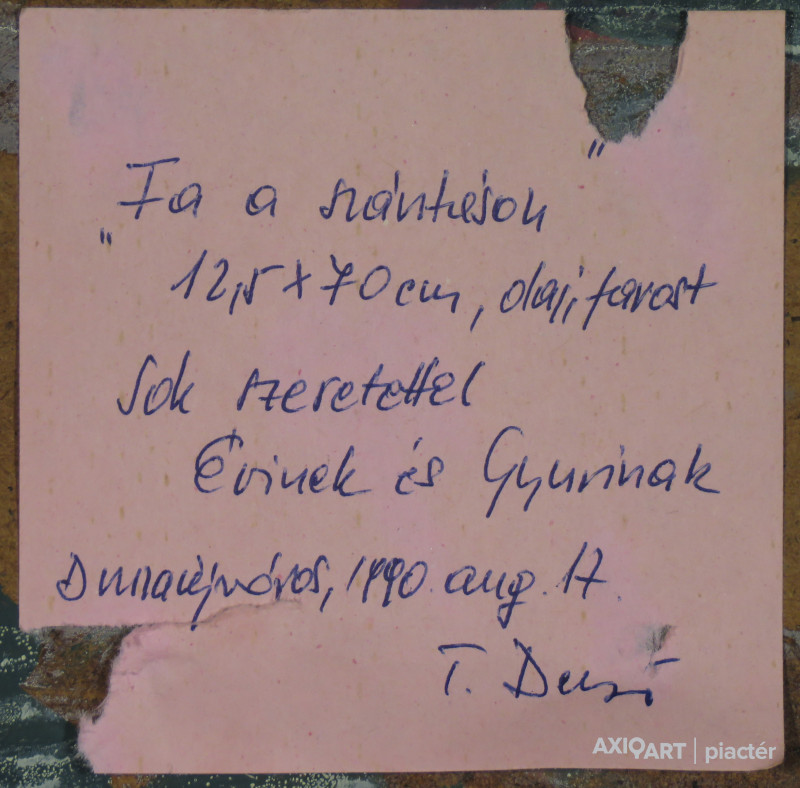 „Fa a szántáson"
12,5 x 70 cm, olaj, farost
Sok szeretettel
Évinek és Gyurinak
Dunaújváros, 1990. aug. 17.
T.
AXIOART | piactér